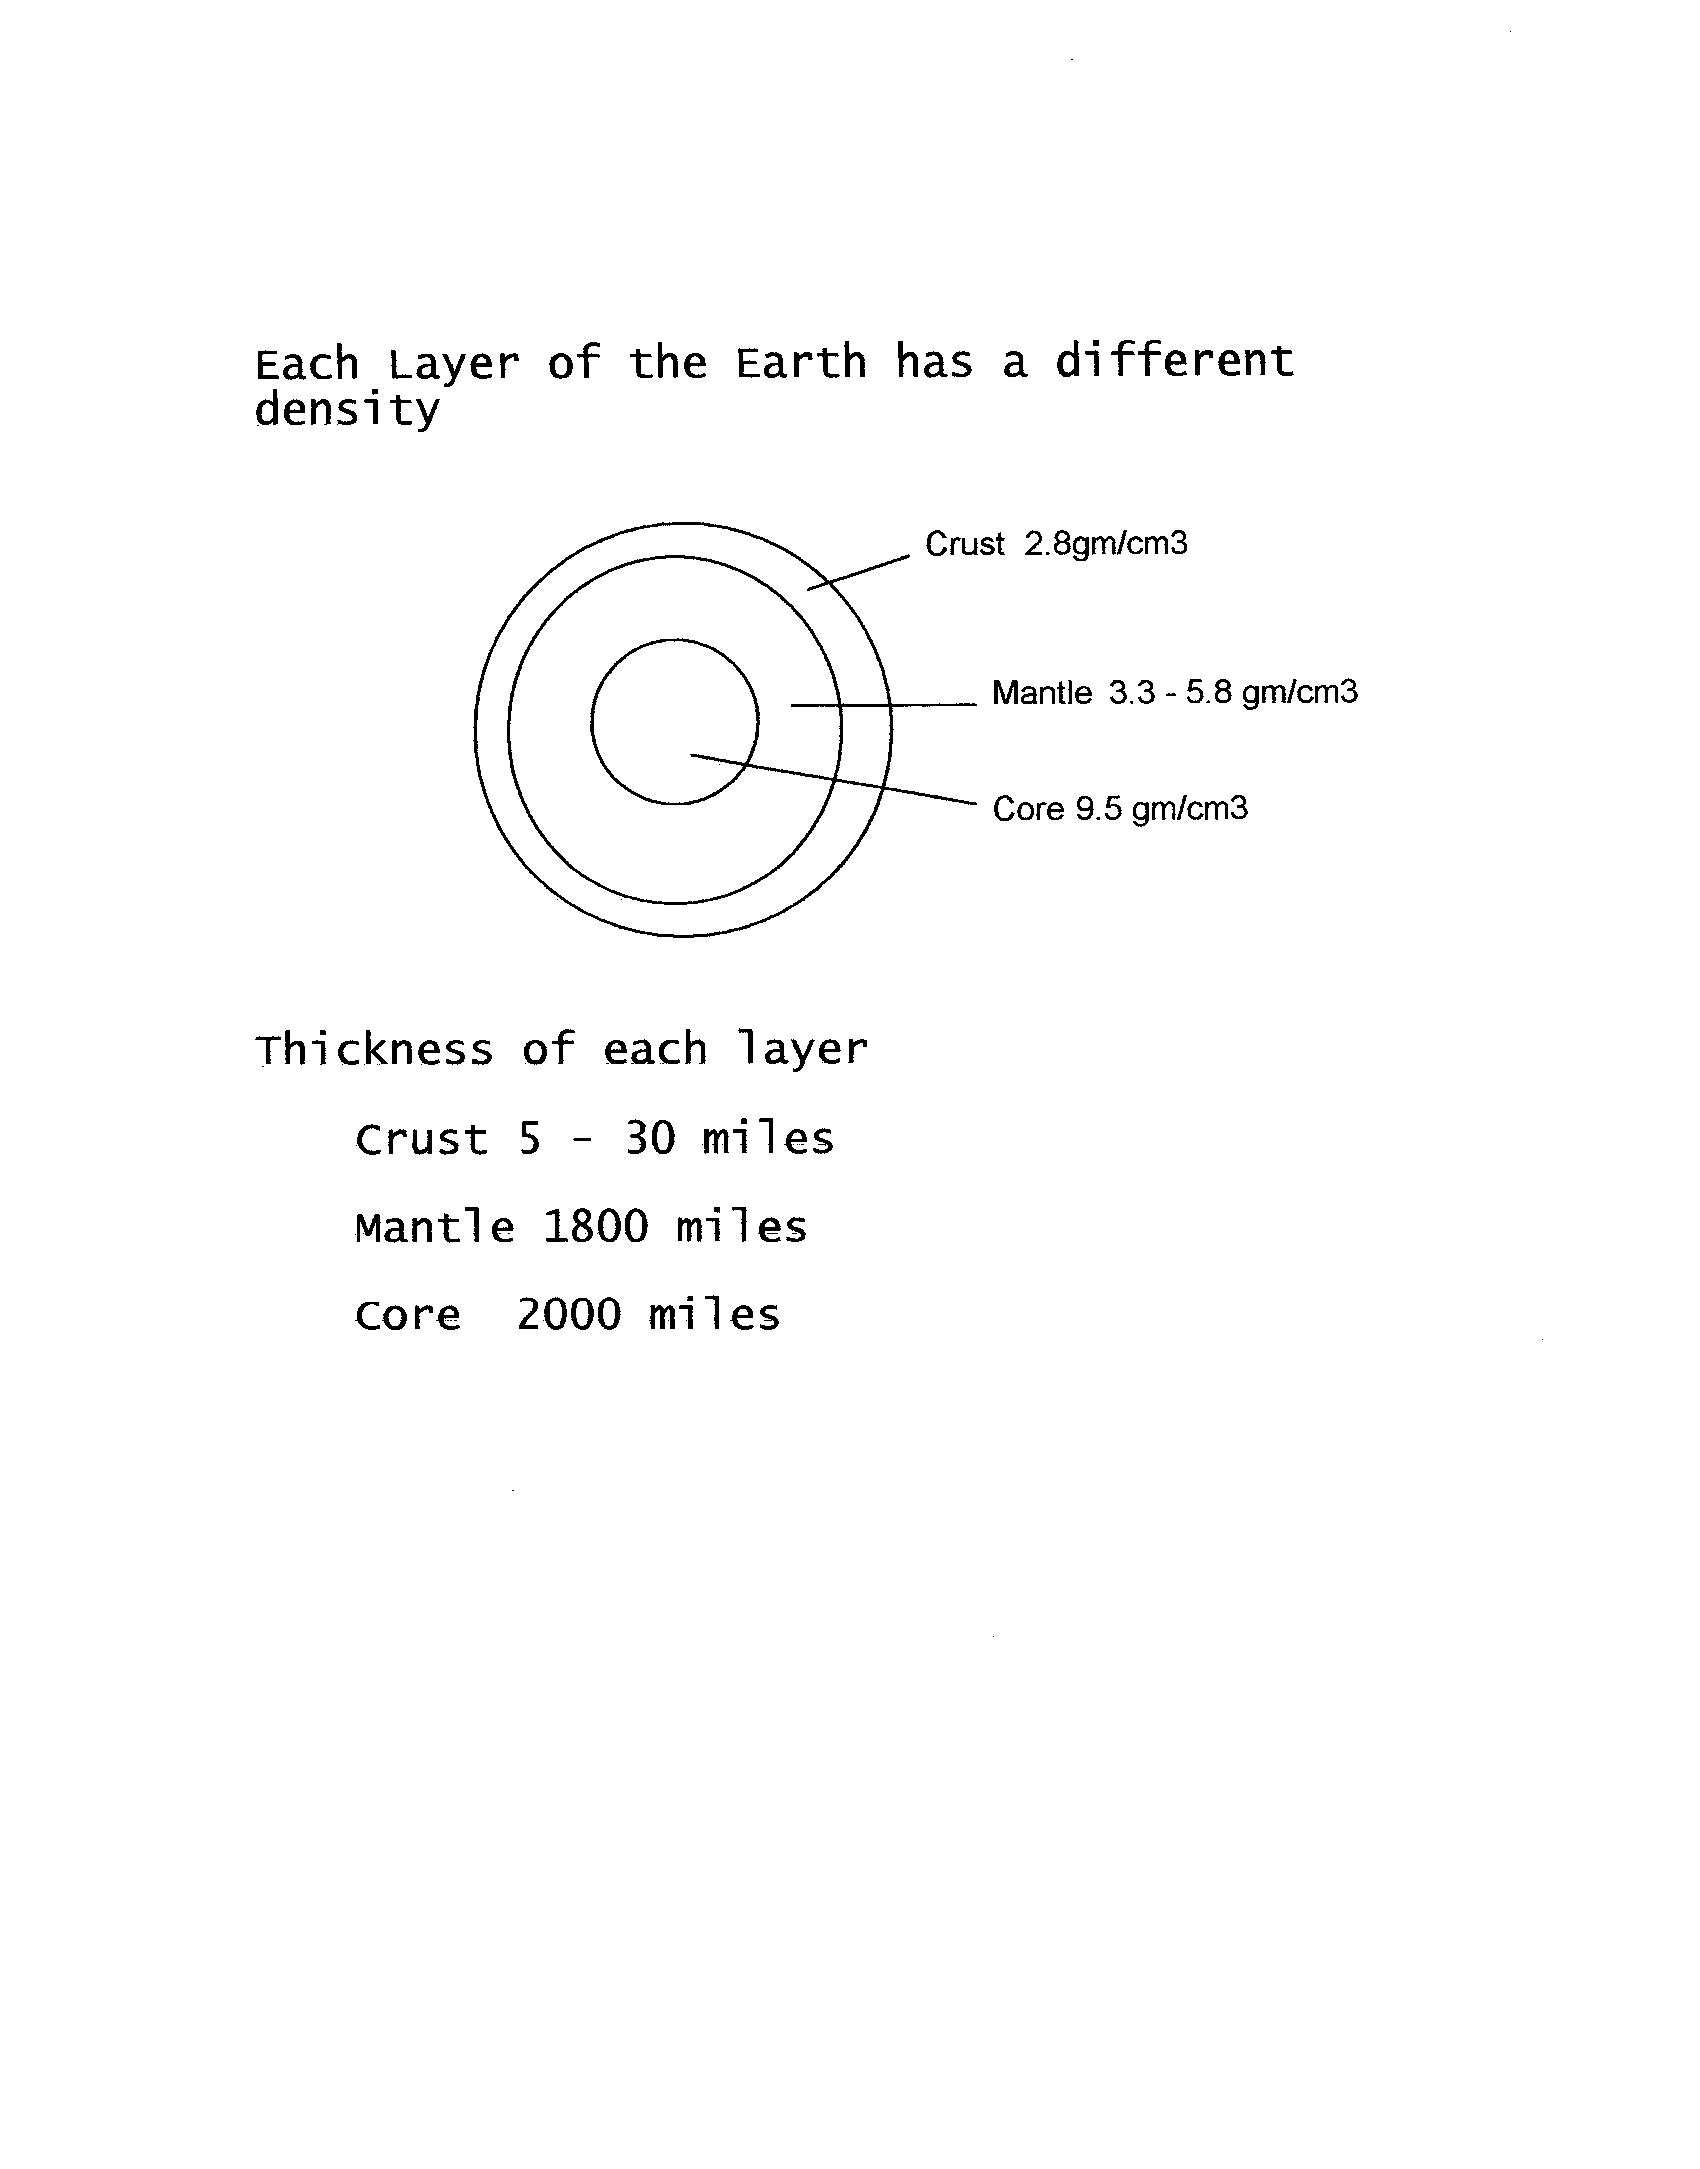 Each Layer of the Earth has a different
density
Crust 2.8gm/cm3
Mantle 3.3 - 5.8 gm/cm3
Core 9.5 gm/cm3
Thickness of each layer
Crust 5 - 30 miles
Mantle 1800 miles
Core 2000 miles